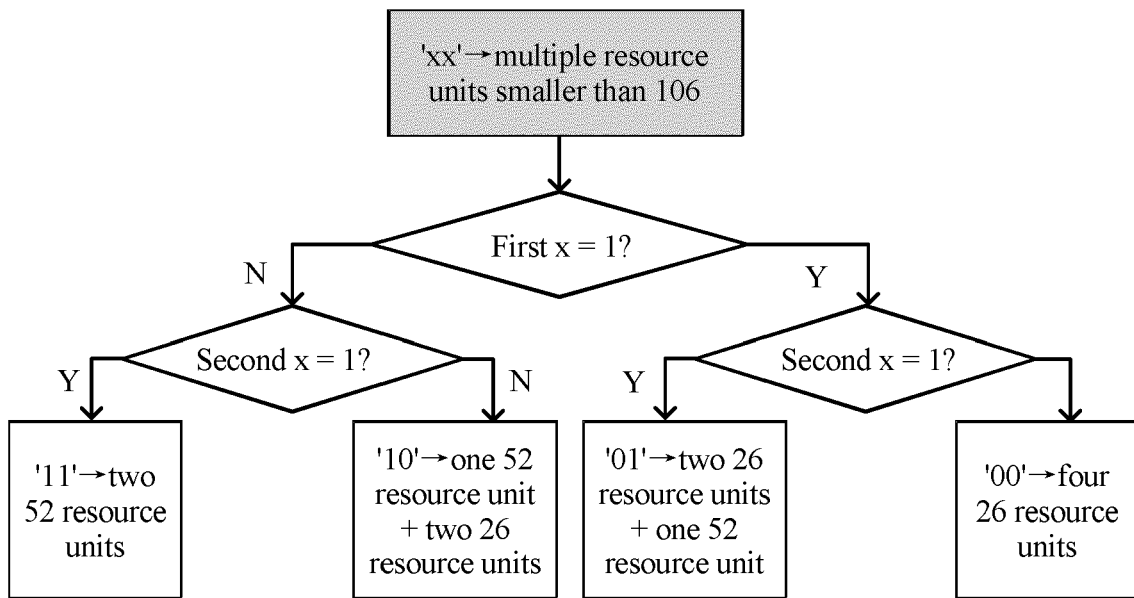 'xx'→multiple resource
units smaller than 106
First x = 1?
N
Y
Second x = 1?
Second x = 1?
Y
N
Y
'11'→two
52 resource
units
'10'→one 52
resource unit
+ two 26
resource units
'01'→two 26
resource units
+ one 52
resource unit
'00'→four
26 resource
units